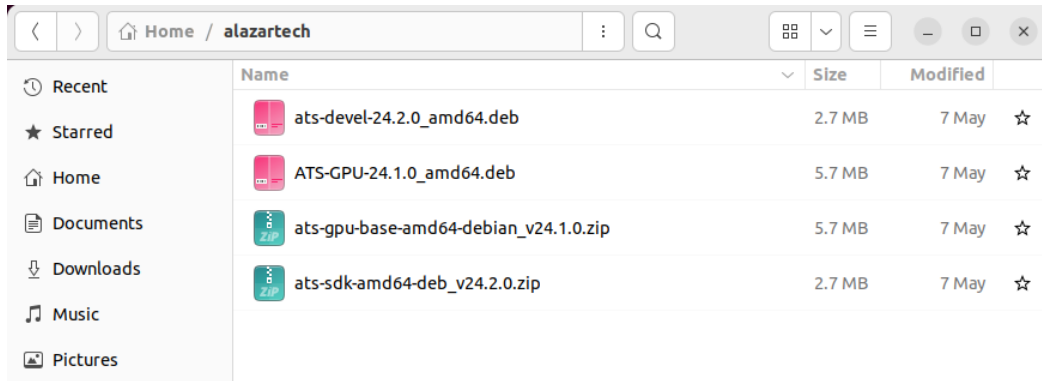 Home / alazartech
Name Size Modified
Recent
ats-devel-24.2.0_amd64.deb 2.7 MB 7 May
Starred
ATS-GPU-24.1.0_amd64.deb 5.7 MB 7 May
Home
Documents
ats-gpu-base-amd64-debian_v24.1.0.zip 5.7 MB 7 May
Downloads
ats-sdk-amd64-deb_v24.2.0.zip 2.7 MB 7 May
Music
Pictures
ZiP
ZiP